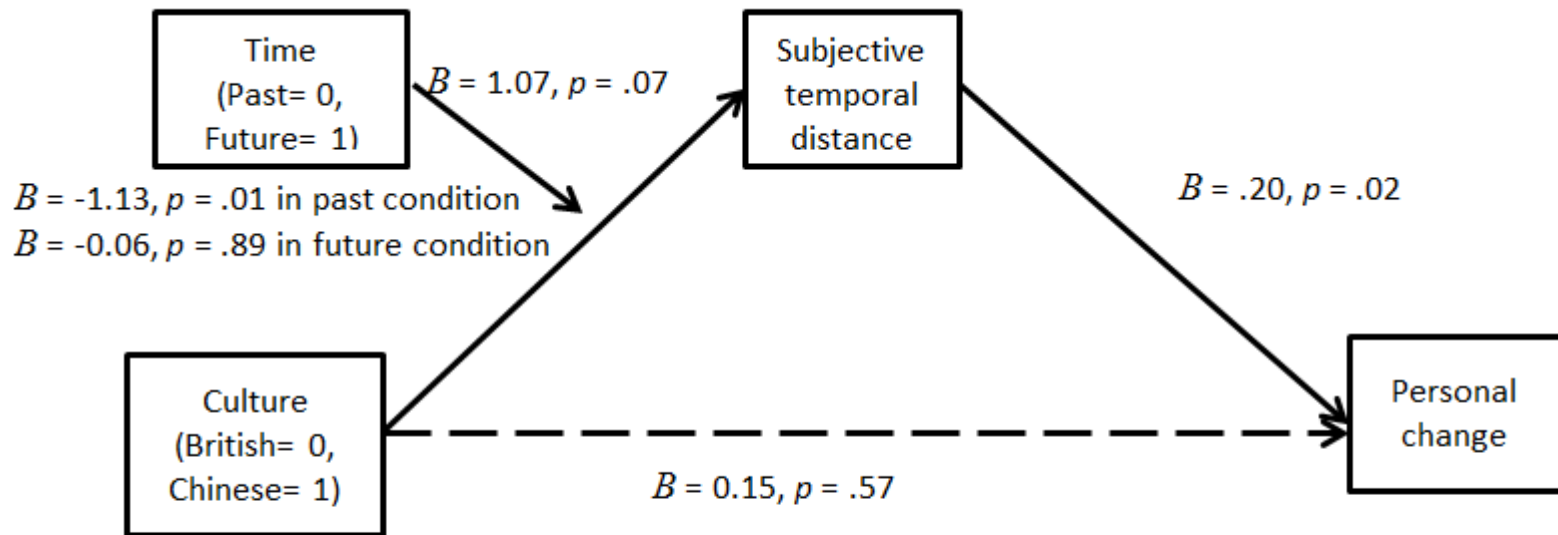 Time
(Past= 0,
Future= 1)
B = 1.07, p = .07
Subjective
temporal
distance
B = -1.13, p = .01 in past condition
B = -0.06, p = .89 in future condition
B = .20, p = .02
Culture
(British= 0,
Chinese= 1)
B = 0.15, p = .57
Personal
change